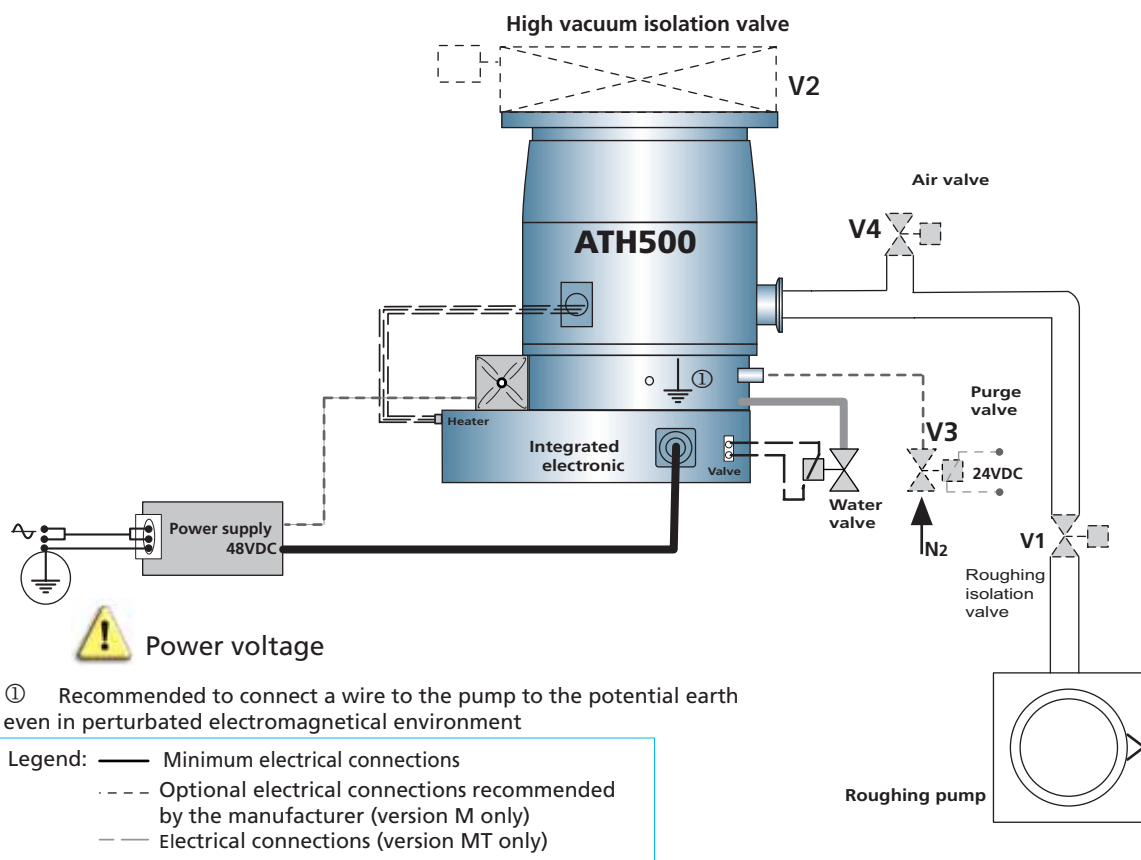 High vacuum isolation valve
V2
Air valve
V4
ATH500
①
Purge
valve
V3
24VDC
Heater
Integrated
electronic
Valve
Water
valve
N2
V1
Roughing
isolation
valve
Power supply
48VDC
Power voltage
① Recommended to connect a wire to the pump to the potential earth
even in perturbated electromagnetical environment
Legend: Minimum electrical connections
Optional electrical connections recommended
by the manufacturer (version M only)
Electrical connections (version MT only)
Roughing pump